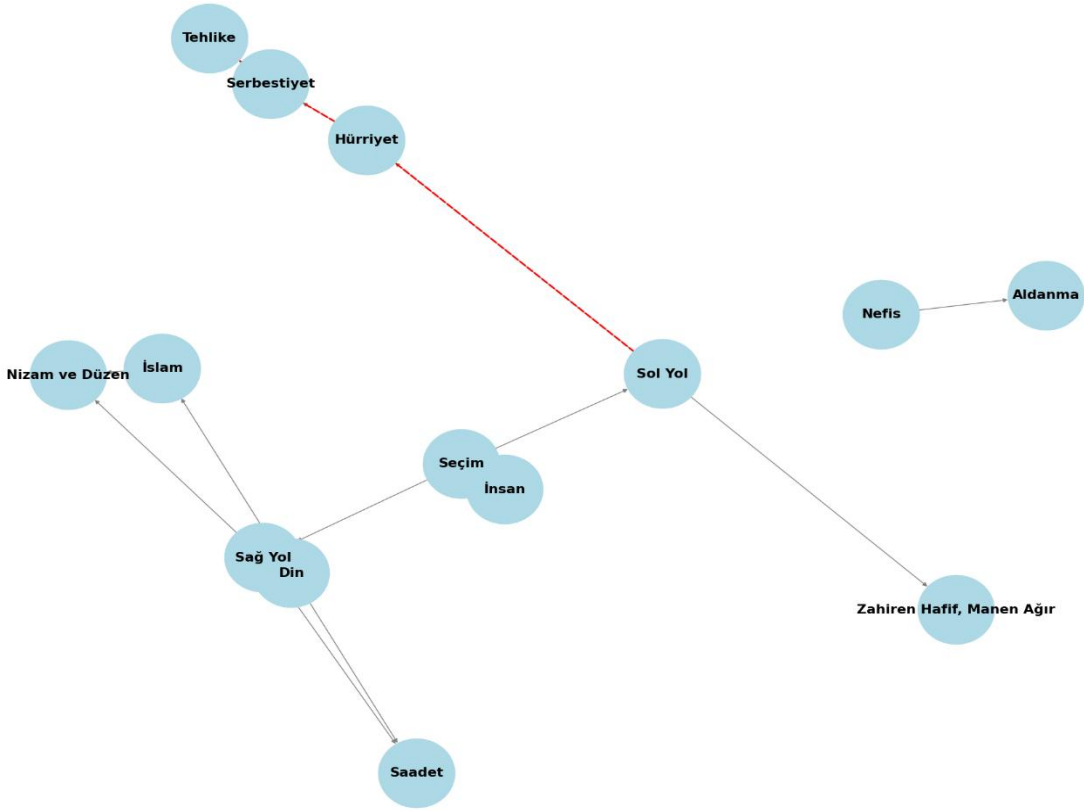 Tehlike
Serbestiyet
Hürriyet
Nefis
Aldanma
Nizam ve Düzen
İslam
Sol Yol
Seçim
İnsan
Sağ Yol
Din
Zahiren Hafif, Manen Ağır
Saadet